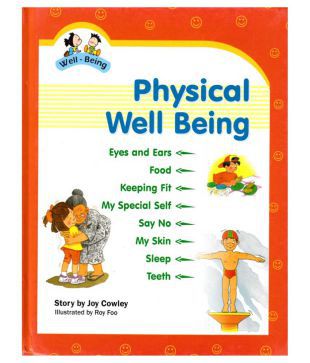 Well-Being
Physical
Well Being
Eyes and Ears
Food
Keeping Fit
My Special Self
Say No
My Skin
Sleep
Teeth
Story by Joy Cowley
Illustrated by Roy Foo